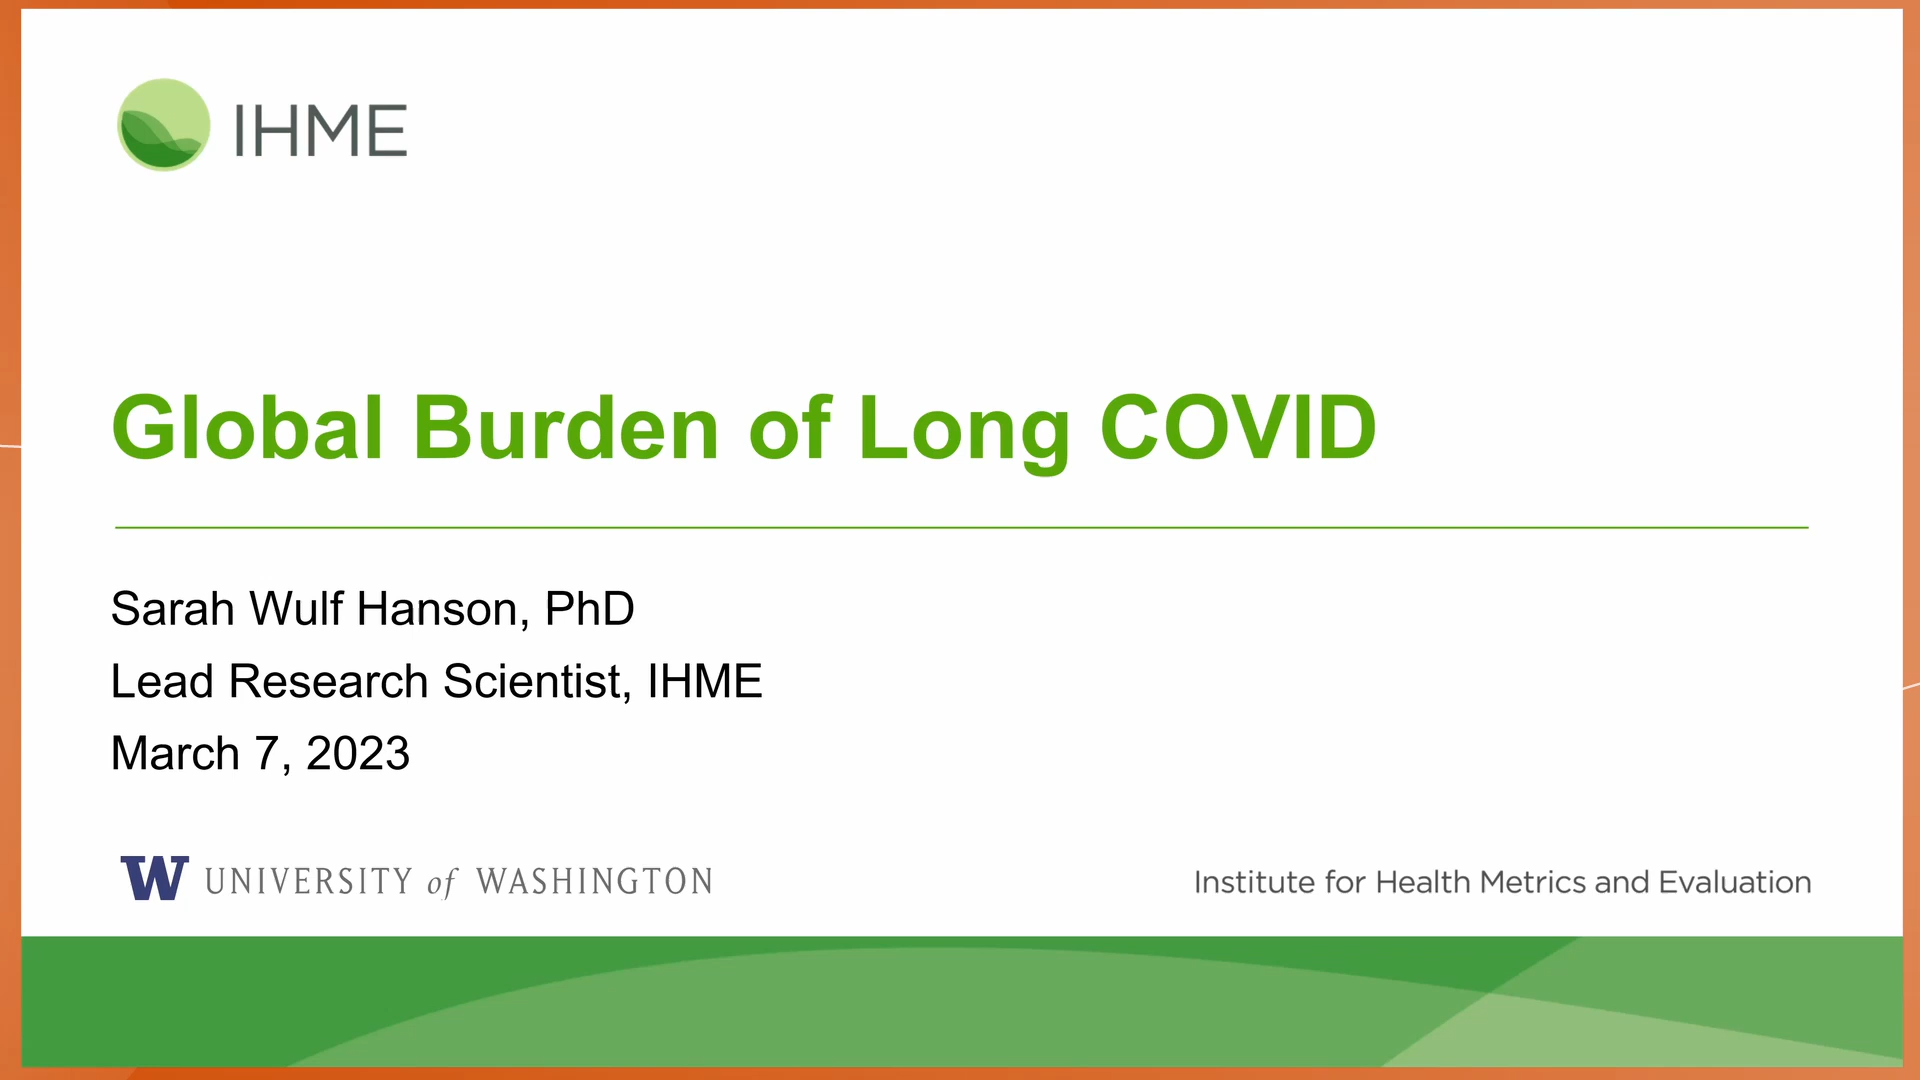 IHME
Global Burden of Long COVID
Sarah Wulf Hanson, PhD
Lead Research Scientist, IHME
March 7, 2023
W UNIVERSITY of WASHINGTON
Institute for Health Metrics and Evaluation